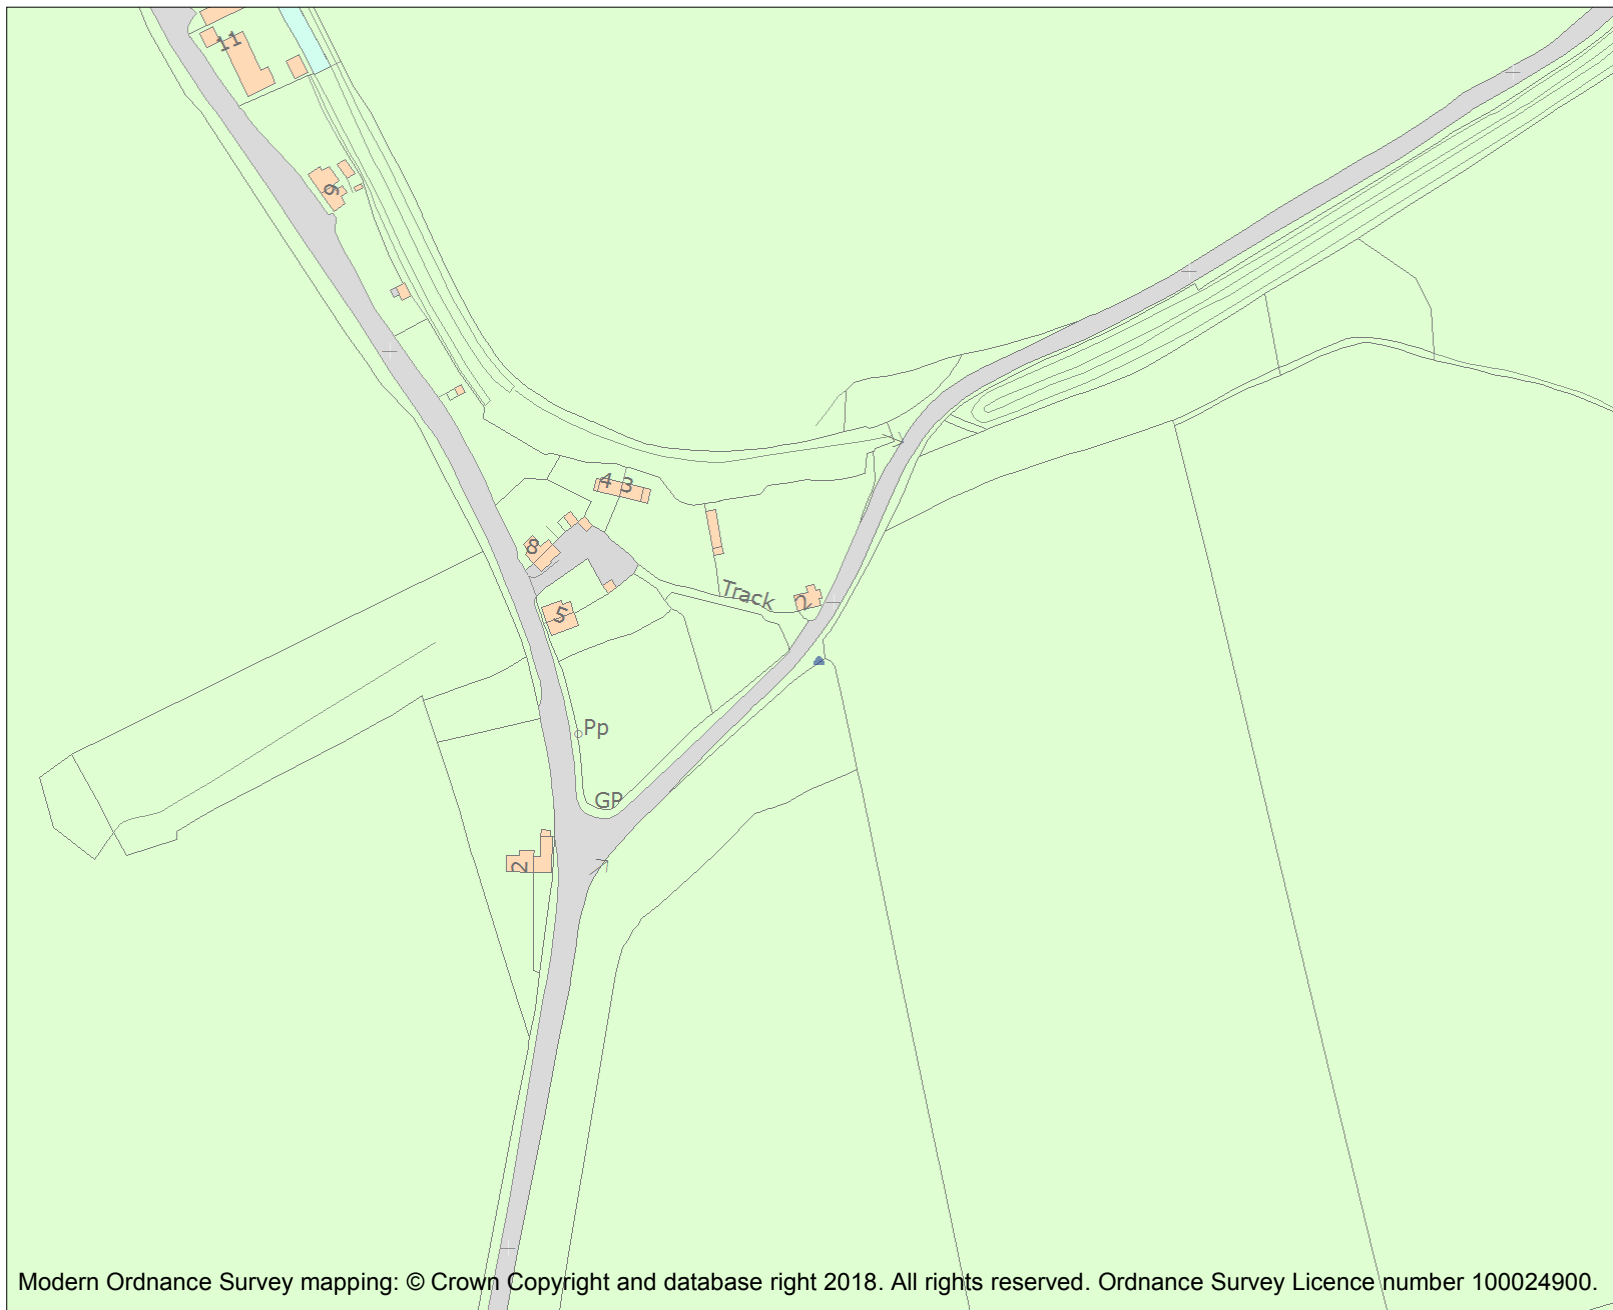 11
9
4 3
8
Track
2
5
Pp
GP
2
Modern Ordnance Survey mapping: © Crown Copyright and database right 2018. All rights reserved. Ordnance Survey Licence number 100024900.